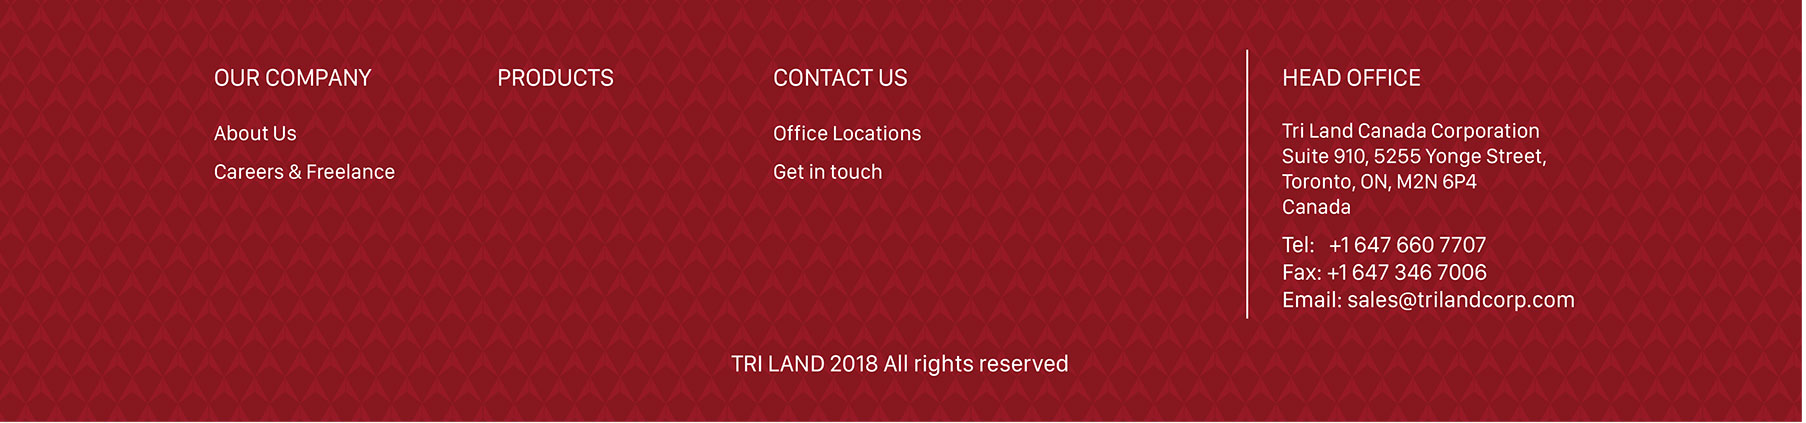 OUR COMPANY
About Us
Careers & Freelance
PRODUCTS
CONTACT US
Office Locations
Get in touch
HEAD OFFICE
Tri Land Canada Corporation
Suite 910, 5255 Yonge Street,
Toronto, ON, M2N 6P4
Canada
Tel: +1 647 660 7707
Fax: +1 647 346 7006
Email: sales@trilandcorp.com
TRI LAND 2018 All rights reserved